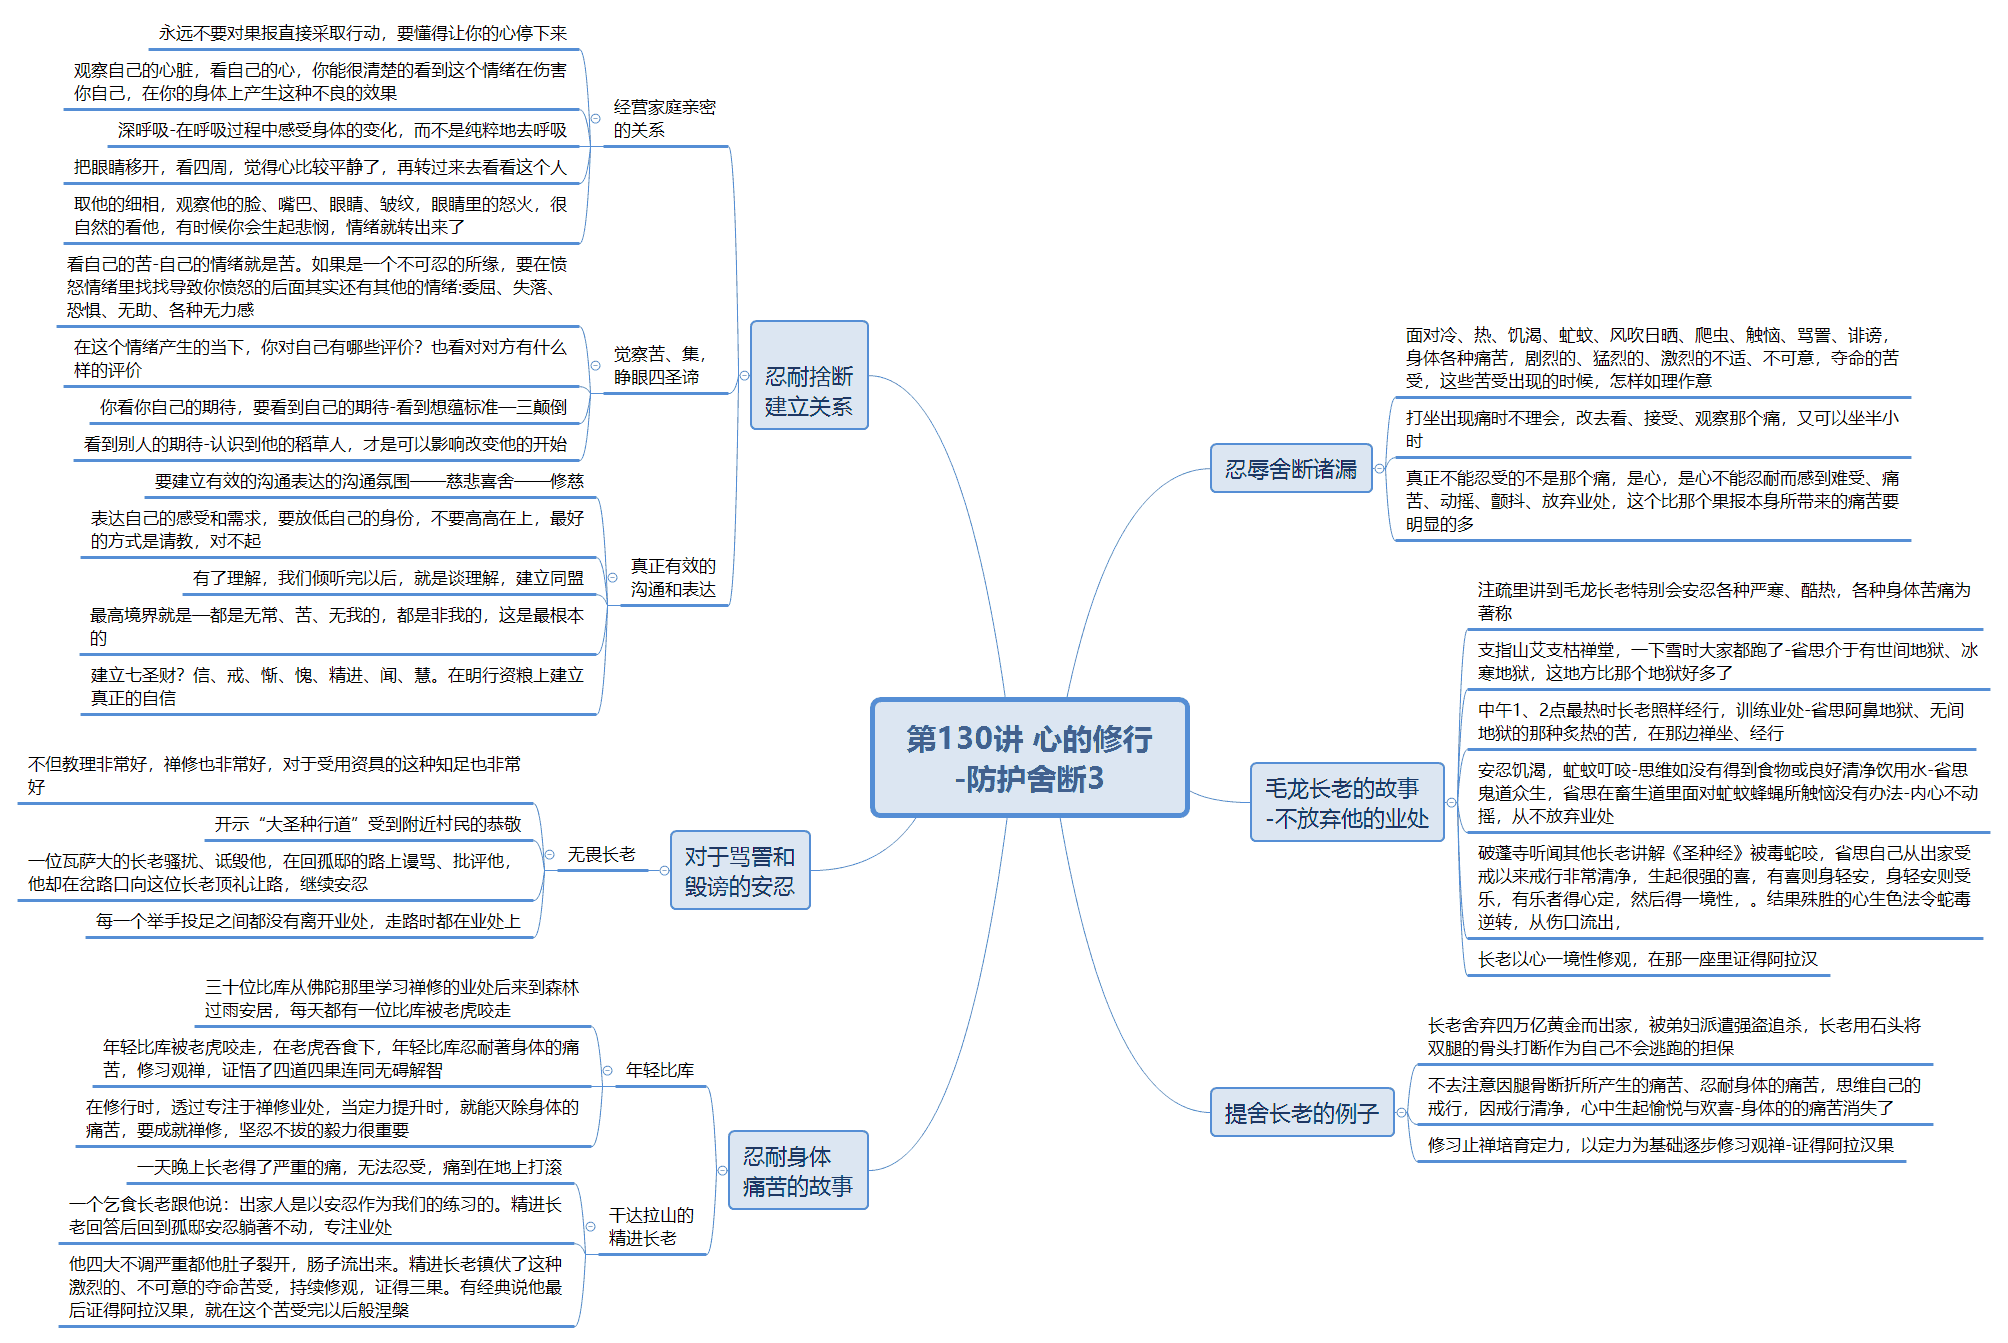 第130讲 心的修行
-防护舍断3
忍辱舍断诸漏
面对冷、热、饥渴、虻蚊、风吹日晒、爬虫、触恼、骂詈、诽谤，
身体各种痛苦，剧烈的、猛烈的、激烈的不适、不可意，夺命的苦
受，这些苦受出现的时候，怎样如理作意
打坐出现痛时不理会，改去看、接受、观察那个痛，又可以坐半小
时
真正不能忍受的不是那个痛，是心，是心不能忍耐而感到难受、痛
苦、动摇、颤抖、放弃业处，这个比那个果报本身所带来的痛苦要
明显的多
毛龙长老的故事
-不放弃他的业处
注疏里讲到毛龙长老特别会安忍各种严寒、酷热，各种身体苦痛为
著称
支指山艾支枯禅堂，一下雪时大家都跑了-省思介于有世间地狱、冰
寒地狱，这地方比那个地狱好多了
中午1、2点最热时长老照样经行，训练业处-省思阿鼻地狱、无间
地狱的那种炙热的苦，在那边禅坐、经行
安忍饥渴，虻蚊叮咬-思维如没有得到食物或良好清净饮用水-省思
鬼道众生，省思在畜生道里面对虻蚊蜂蝇所触恼没有办法-内心不动
摇，从不放弃业处
破蓬寺听闻其他长老讲解《圣种经》被毒蛇咬，省思自己从出家受
戒以来戒行非常清净，生起很强的喜，有喜则身轻安，身轻安则受
乐，有乐者得心定，然后得一境性，。结果殊胜的心生色法令蛇毒
逆转，从伤口流出，
长老以心一境性修观，在那一座里证得阿拉汉
提舍长老的例子
长老舍弃四万亿黄金而出家，被弟妇派遣强盗追杀，长老用石头将
双腿的骨头打断作为自己不会逃跑的担保
不去注意因腿骨断折所产生的痛苦、忍耐身体的痛苦，思维自己的
戒行，因戒行清净，心中生起愉悦与欢喜-身体的的痛苦消失了
修习止禅培育定力，以定力为基础逐步修习观禅-证得阿拉汉果
忍耐捨断
建立关系
经营家庭亲密
的关系
永远不要对果报直接采取行动，要懂得让你的心停下来
观察自己的心脏，看自己的心，你能很清楚的看到这个情绪在伤害
你自己，在你的身体上产生这种不良的效果
深呼吸-在呼吸过程中感受身体的变化，而不是纯粹地去呼吸
把眼睛移开，看四周，觉得心比较平静了，再转过来去看看这个人
取他的细相，观察他的脸、嘴巴、眼睛、皱纹，眼睛里的怒火，很
自然的看他，有时候你会生起悲悯，情绪就转出来了
觉察苦、集，
睁眼四圣谛
看自己的苦-自己的情绪就是苦。如果是一个不可忍的所缘，要在愤
怒情绪里找找导致你愤怒的后面其实还有其他的情绪:委屈、失落、
恐惧、无助、各种无力感
在这个情绪产生的当下，你对自己有哪些评价？也看对对方有什么
样的评价
你看你自己的期待，要看到自己的期待-看到想蕴标准—三颠倒
看到别人的期待-认识到他的稻草人，才是可以影响改变他的开始
真正有效的
沟通和表达
要建立有效的沟通表达的沟通氛围——慈悲喜舍——修慈
表达自己的感受和需求，要放低自己的身份，不要高高在上，最好
的方式是请教，对不起
有了理解，我们倾听完以后，就是谈理解，建立同盟
最高境界就是—都是无常、苦、无我的，都是非我的，这是最根本
的
建立七圣财？信、戒、惭、愧、精进、闻、慧。在明行资粮上建立
真正的自信
对于骂詈和
毁谤的安忍
无畏长老
不但教理非常好，禅修也非常好，对于受用资具的这种知足也非常
好
开示“大圣种行道”受到附近村民的恭敬
一位瓦萨大的长老骚扰、诋毁他，在回孤邸的路上谩骂、批评他，
他却在岔路口向这位长老顶礼让路，继续安忍
每一个举手投足之间都没有离开业处，走路时都在业处上
忍耐身体
痛苦的故事
年轻比库
三十位比库从佛陀那里学习禅修的业处后来到森林
过雨安居，每天都有一位比库被老虎咬走
年轻比库被老虎咬走，在老虎吞食下，年轻比库忍耐著身体的痛
苦，修习观禅，证悟了四道四果连同无碍解智
在修行时，透过专注于禅修业处，当定力提升时，就能灭除身体的
痛苦，要成就禅修，坚忍不拔的毅力很重要
干达拉山的
精进长老
一天晚上长老得了严重的痛，无法忍受，痛到在地上打滚
一个乞食长老跟他说：出家人是以安忍作为我们的练习的。精进长
老回答后回到孤邸安忍躺著不动，专注业处
他四大不调严重都他肚子裂开，肠子流出来。精进长老镇伏了这种
激烈的、不可意的夺命苦受，持续修观，证得三果。有经典说他最
后证得阿拉汉果，就在这个苦受完以后般涅槃